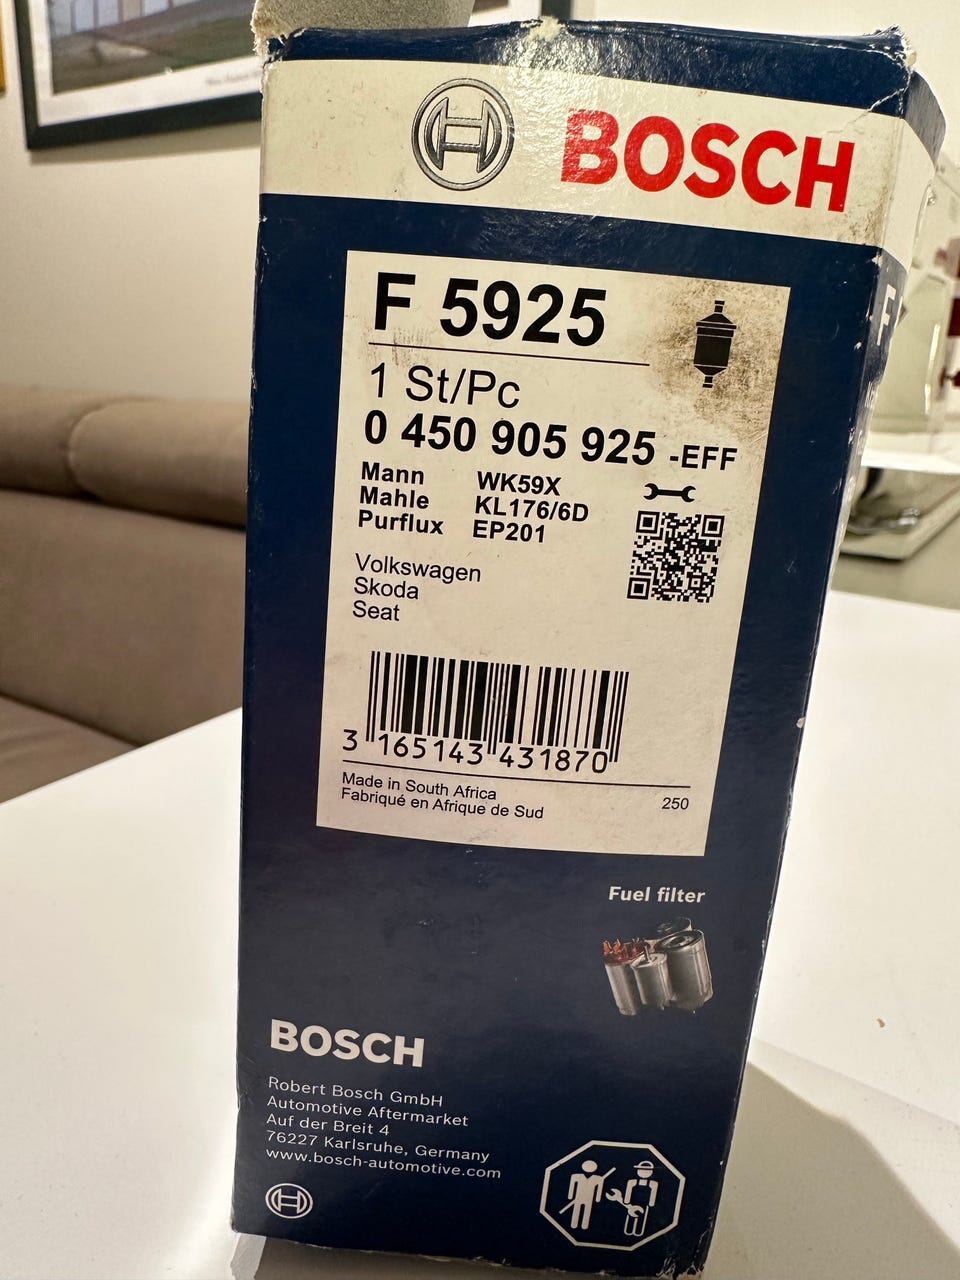 BOSCH
F 5925
1 St/Pc
0 450 905 925 -EFF
Mann WK59X
Mahle KL176/6D
Purflux EP201
Volkswagen
Skoda
Seat
3 165143 431870
Made in South Africa
Fabriqué en Afrique de Sud
250
Fuel filter
BOSCH
Robert Bosch GmbH
Automotive Aftermarket
Auf der Breit 4
76227 Karlsruhe, Germany
www.bosch-automotive.com